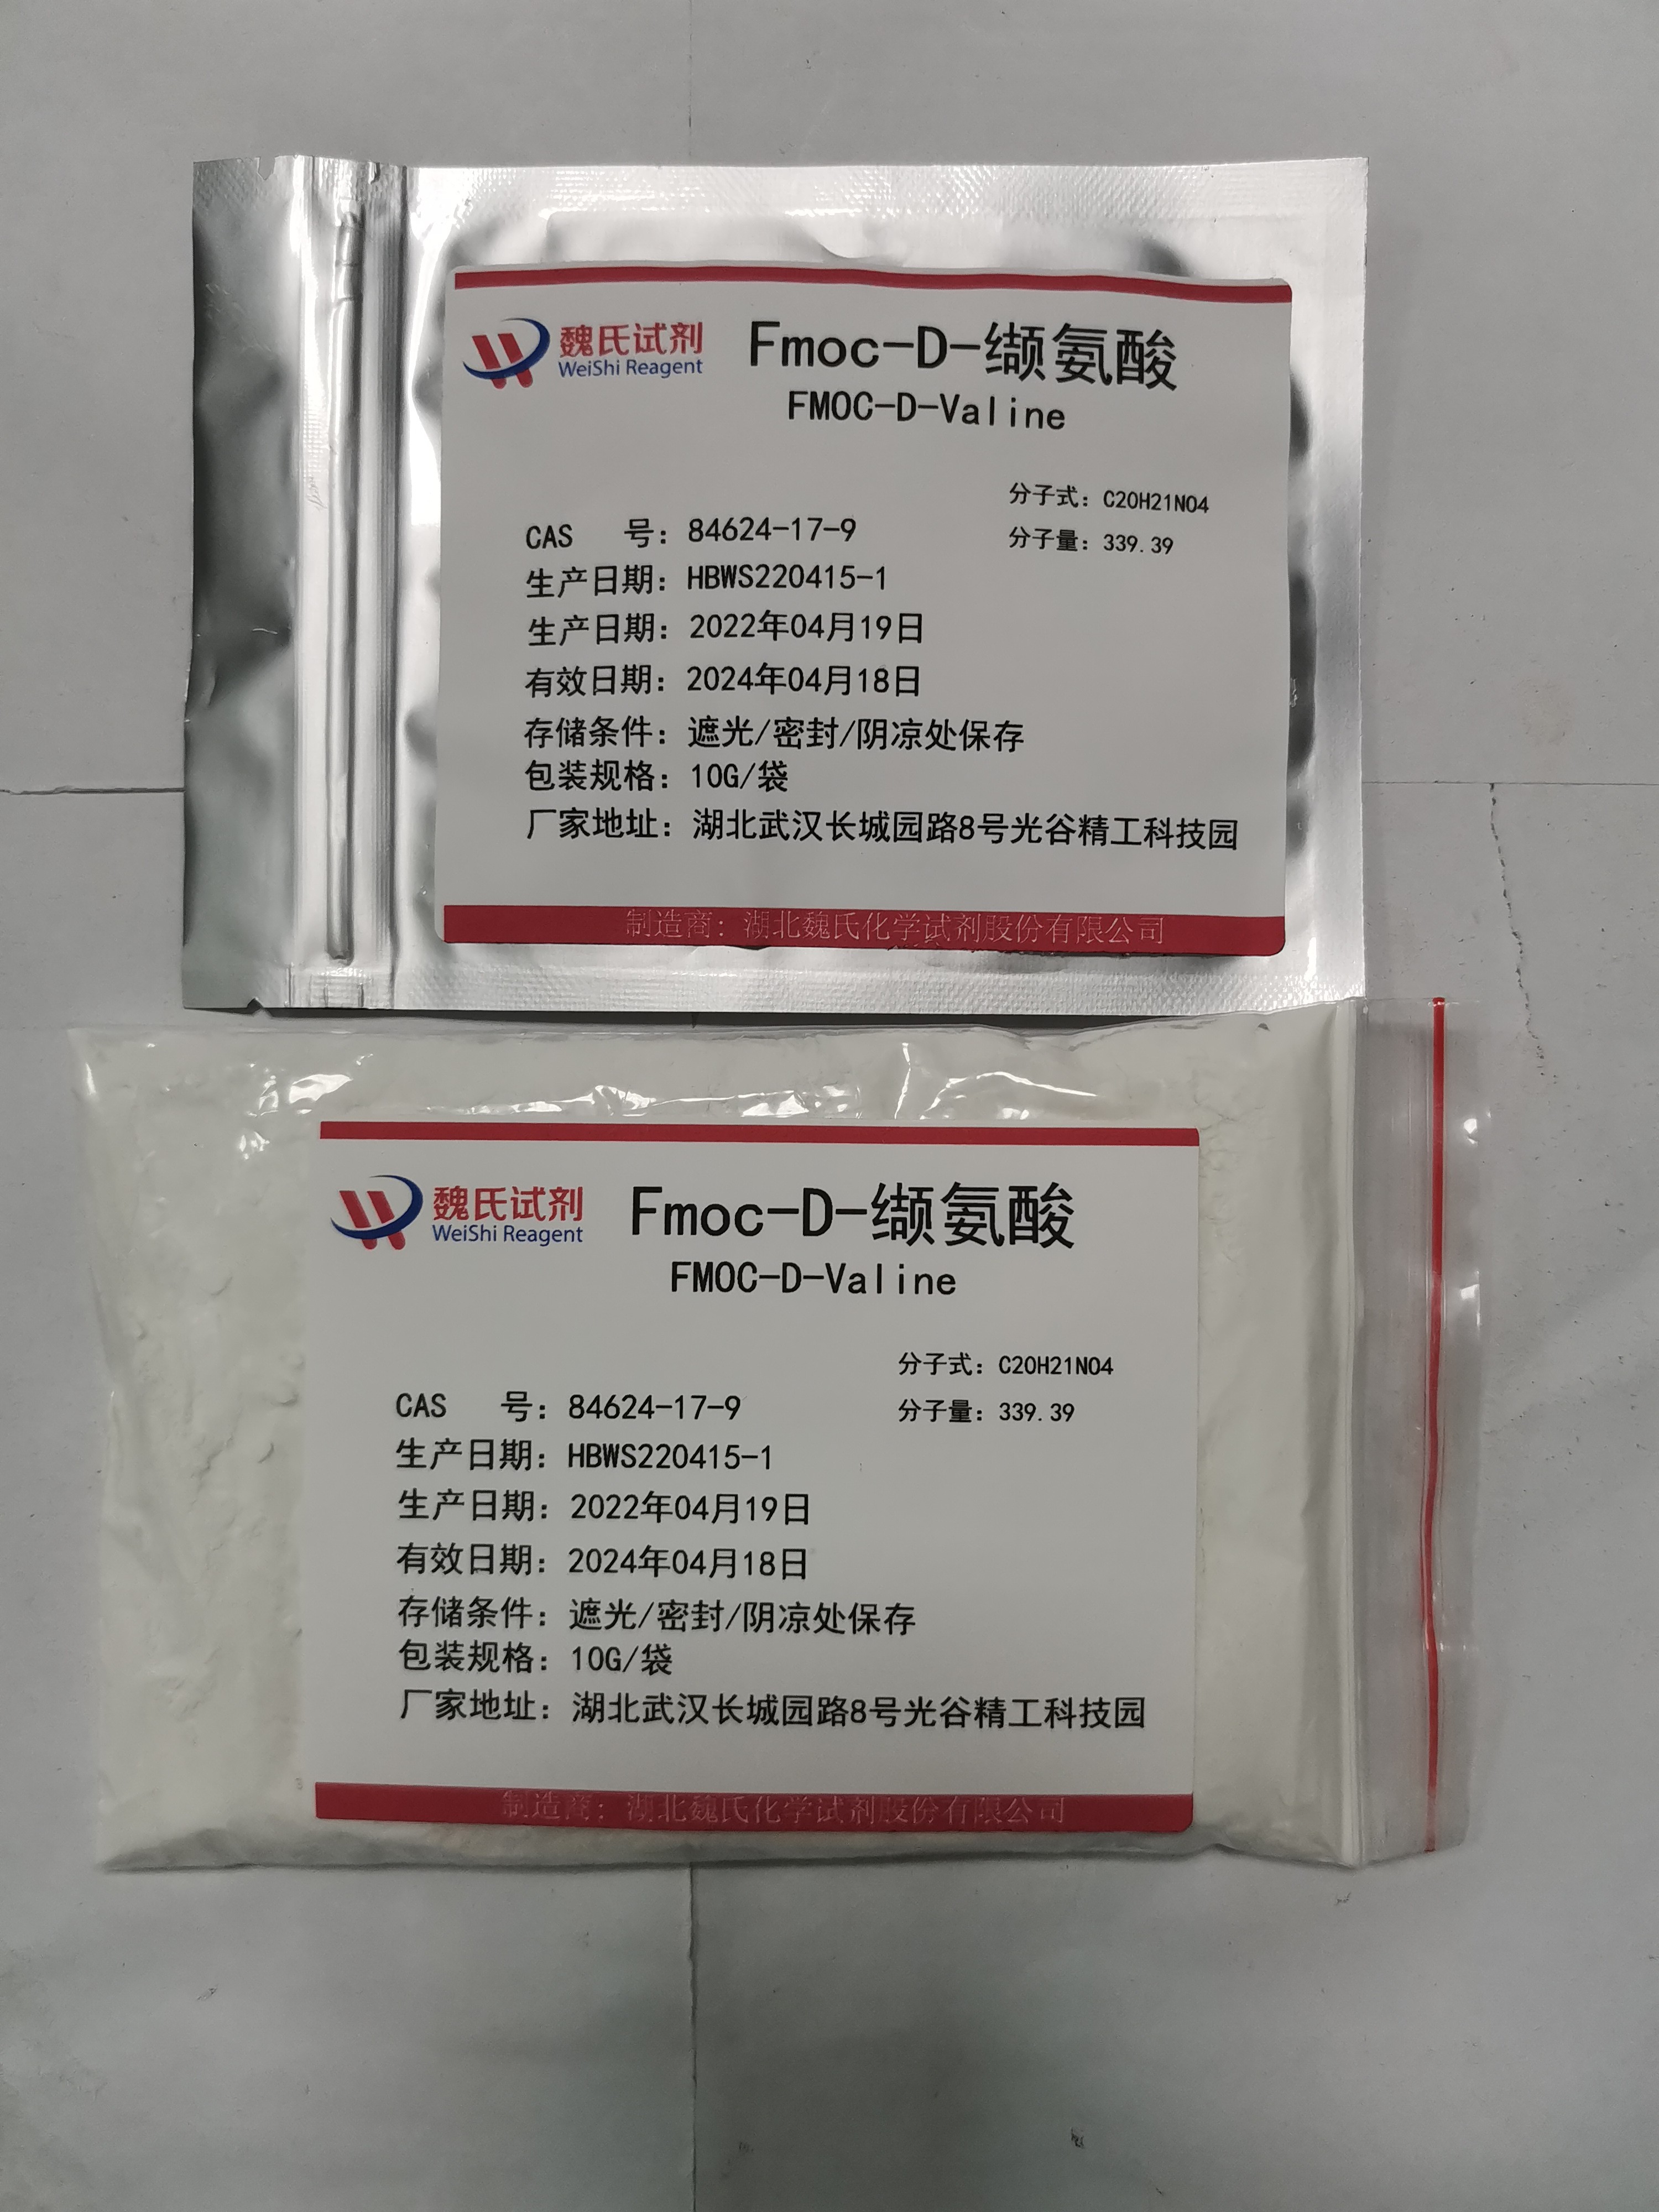 魏氏试剂
WeiShi Reagent
Fmoc-D-缬氨酸
FMOC-D-Valine
分子式：C20H21NO4
分子量：339.39
CAS 号：84624-17-9
生产日期：HBWS220415-1
生产日期：2022年04月19日
有效日期：2024年04月18日
存储条件：遮光/密封/阴凉处保存
包装规格：10G/袋
厂家地址：湖北武汉长城园路8号光谷精工科技园
制造商：湖北魏氏化学试剂股份有限公司
魏氏试剂
WeiShi Reagent
Fmoc-D-缬氨酸
FMOC-D-Valine
分子式：C20H21NO4
分子量：339.39
CAS 号：84624-17-9
生产日期：HBWS220415-1
生产日期：2022年04月19日
有效日期：2024年04月18日
存储条件：遮光/密封/阴凉处保存
包装规格：10G/袋
厂家地址：湖北武汉长城园路8号光谷精工科技园
制造商：湖北魏氏化学试剂股份有限公司